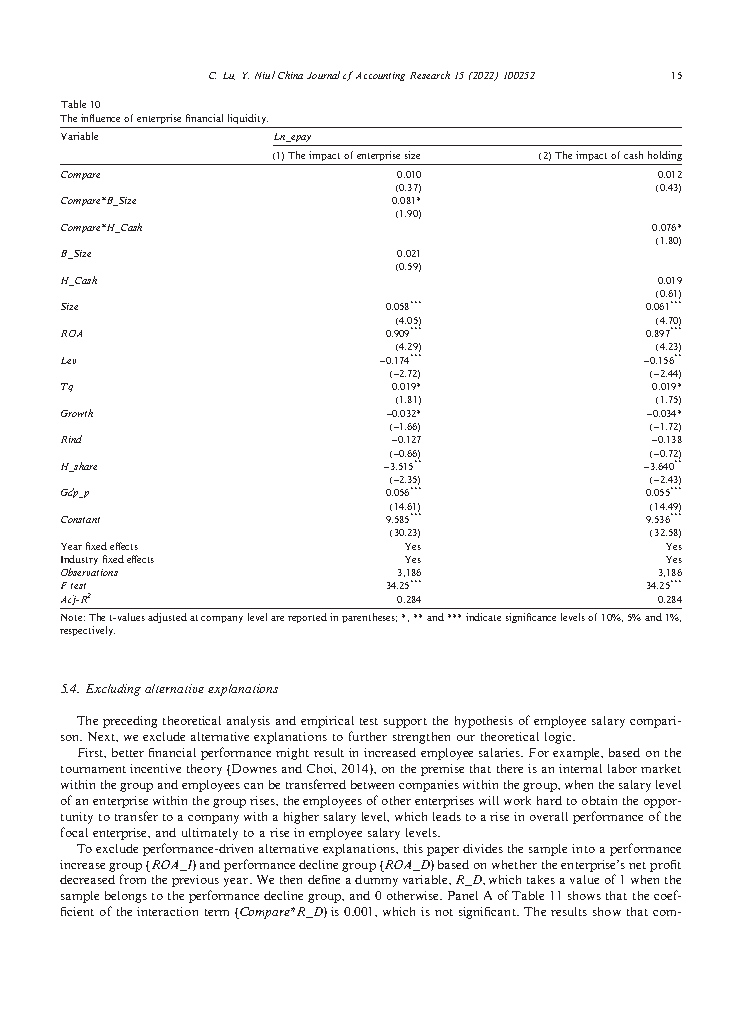 C. Lu, Y. Niu/China Journal of Accounting Research 15 (2022) 100252 15
Table 10
The influence of enterprise financial liquidity.
Variable Ln_epay
(1) The impact of enterprise size (2) The impact of cash holding
Compare 0.010 0.012
(0.37) (0.43)
Compare*B_Size 0.081*
(1.90)
Compare*H_Cash 0.076*
(1.80)
B_Size 0.021
(0.59)
H_Cash 0.019
(0.61)
Size 0.058*** 0.061***
(4.05) (4.70)
ROA 0.909*** 0.897***
(4.29) (4.23)
Lev −0.174*** −0.156**
(−2.72) (−2.44)
Tq 0.019* 0.019*
(1.81) (1.75)
Growth −0.032* −0.034*
(−1.66) (−1.72)
Rind −0.127 −0.138
(−0.66) (−0.72)
H_share −3.515** −3.640**
(−2.35) (−2.43)
Gdp_p 0.056*** 0.055***
(14.61) (14.49)
Constant 9.585*** 9.536***
(30.23) (32.58)
Year fixed effects Yes Yes
Industry fixed effects Yes Yes
Observations 3,186 3,186
F test 34.25*** 34.25***
Adj-R2 0.284 0.284
Note: The t-values adjusted at company level are reported in parentheses; *, ** and *** indicate significance levels of 10%, 5% and 1%,
respectively.
5.4. Excluding alternative explanations
The preceding theoretical analysis and empirical test support the hypothesis of employee salary compari-
son. Next, we exclude alternative explanations to further strengthen our theoretical logic.
First, better financial performance might result in increased employee salaries. For example, based on the
tournament incentive theory (Downes and Choi, 2014), on the premise that there is an internal labor market
within the group and employees can be transferred between companies within the group, when the salary level
of an enterprise within the group rises, the employees of other enterprises will work hard to obtain the oppor-
tunity to transfer to a company with a higher salary level, which leads to a rise in overall performance of the
focal enterprise, and ultimately to a rise in employee salary levels.
To exclude performance-driven alternative explanations, this paper divides the sample into a performance
increase group (ROA_I) and performance decline group (ROA_D) based on whether the enterprise's net profit
decreased from the previous year. We then define a dummy variable, R_D, which takes a value of 1 when the
sample belongs to the performance decline group, and 0 otherwise. Panel A of Table 11 shows that the coef-
ficient of the interaction term (Compare*R_D) is 0.001, which is not significant. The results show that com-